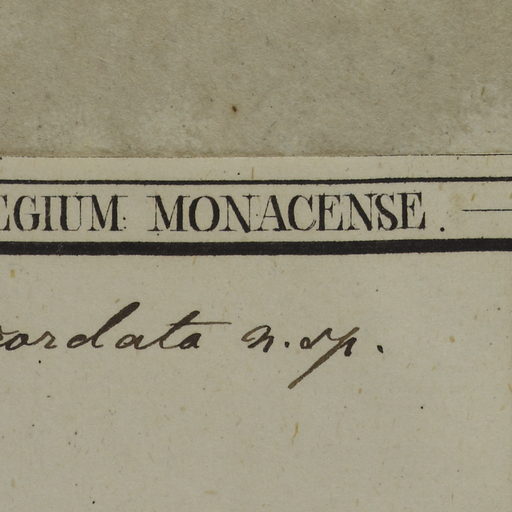 EGIUM MONACENSE.
cordata n. sp.